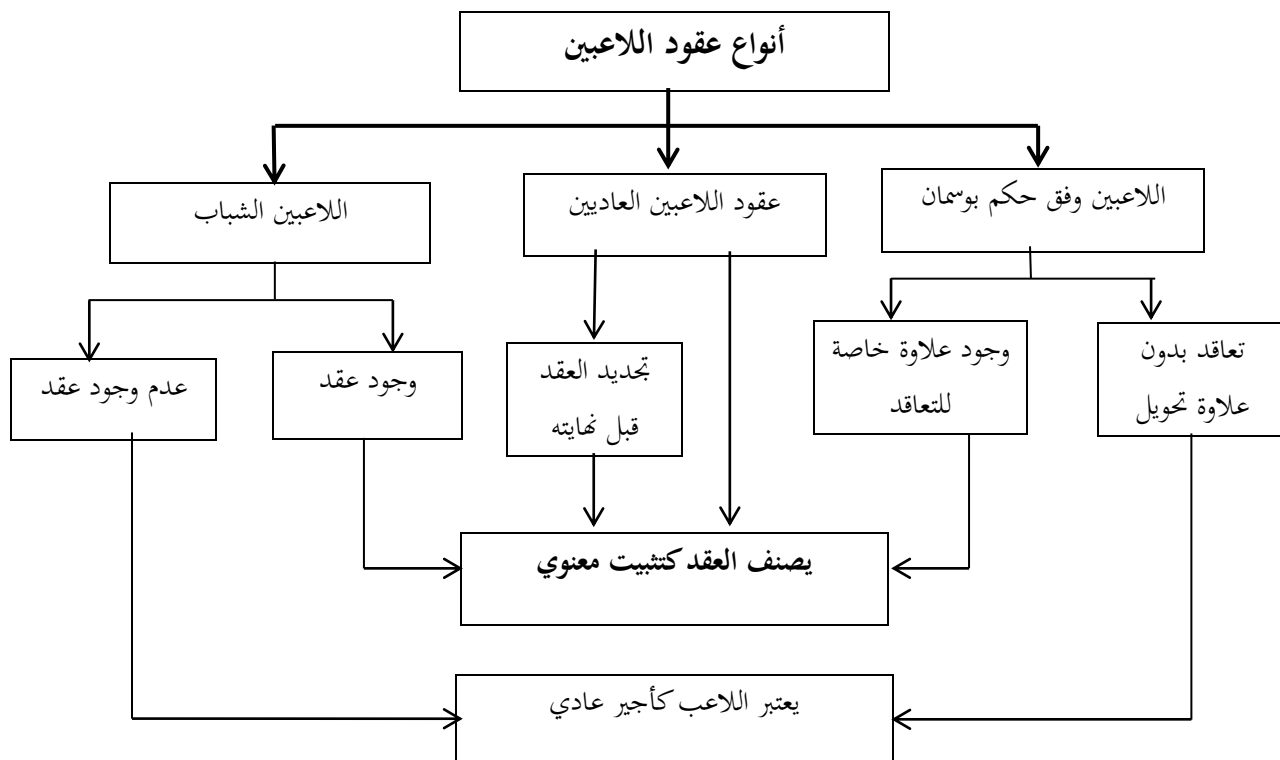 أنواع عقود اللاعبين
اللاعبين وفق حكم بوسمان
عقود اللاعبين العاديين
اللاعبين الشباب
تعاقد بدون
علاوة تحويل
وجود علاوة خاصة
للتعاقد
تجديد العقد
قبل نهايته
وجود عقد
عدم وجود عقد
يصنف العقد كتثبيت معنوي
يعتبر اللاعب كأجير عادي